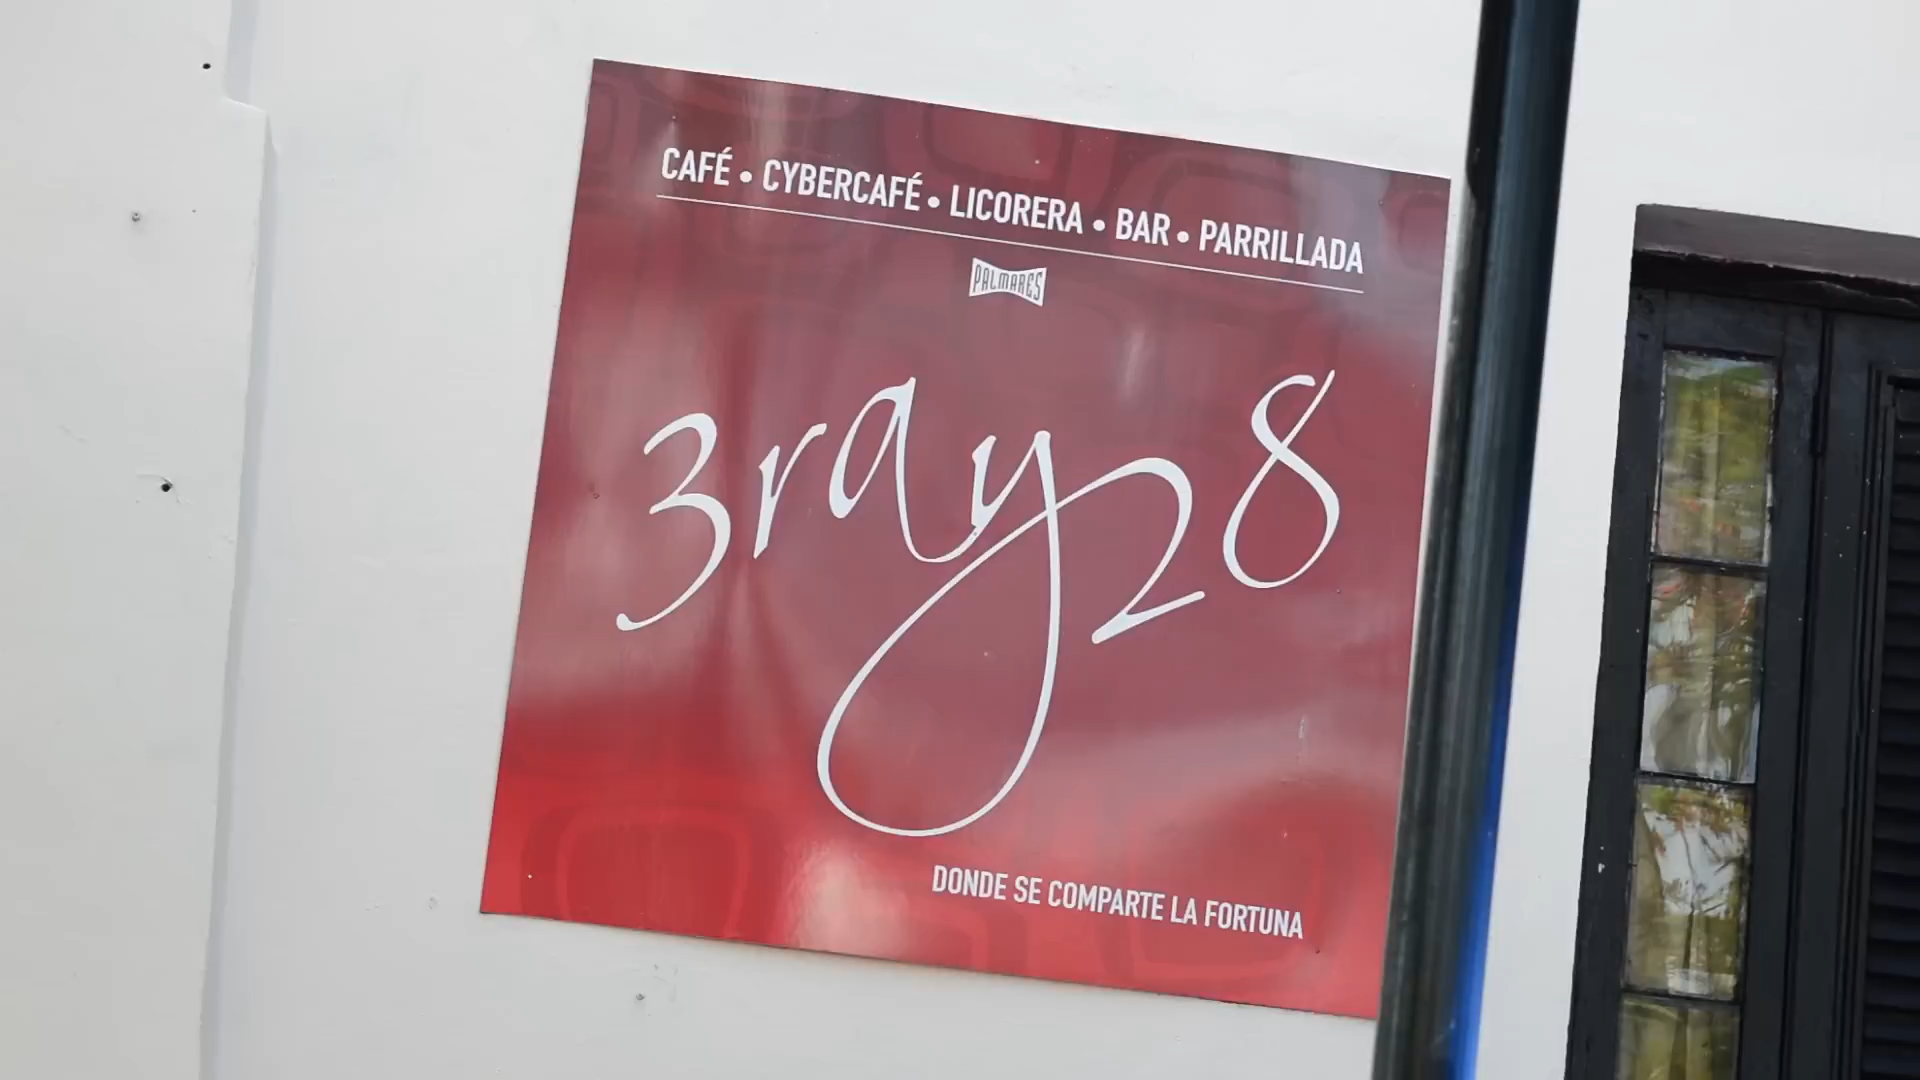 CAFÉ • CYBERCAFÉ • LICORERA • BAR • PARRILLADA
PALMARES
3ray28
DONDE SE COMPARTE LA FORTUNA